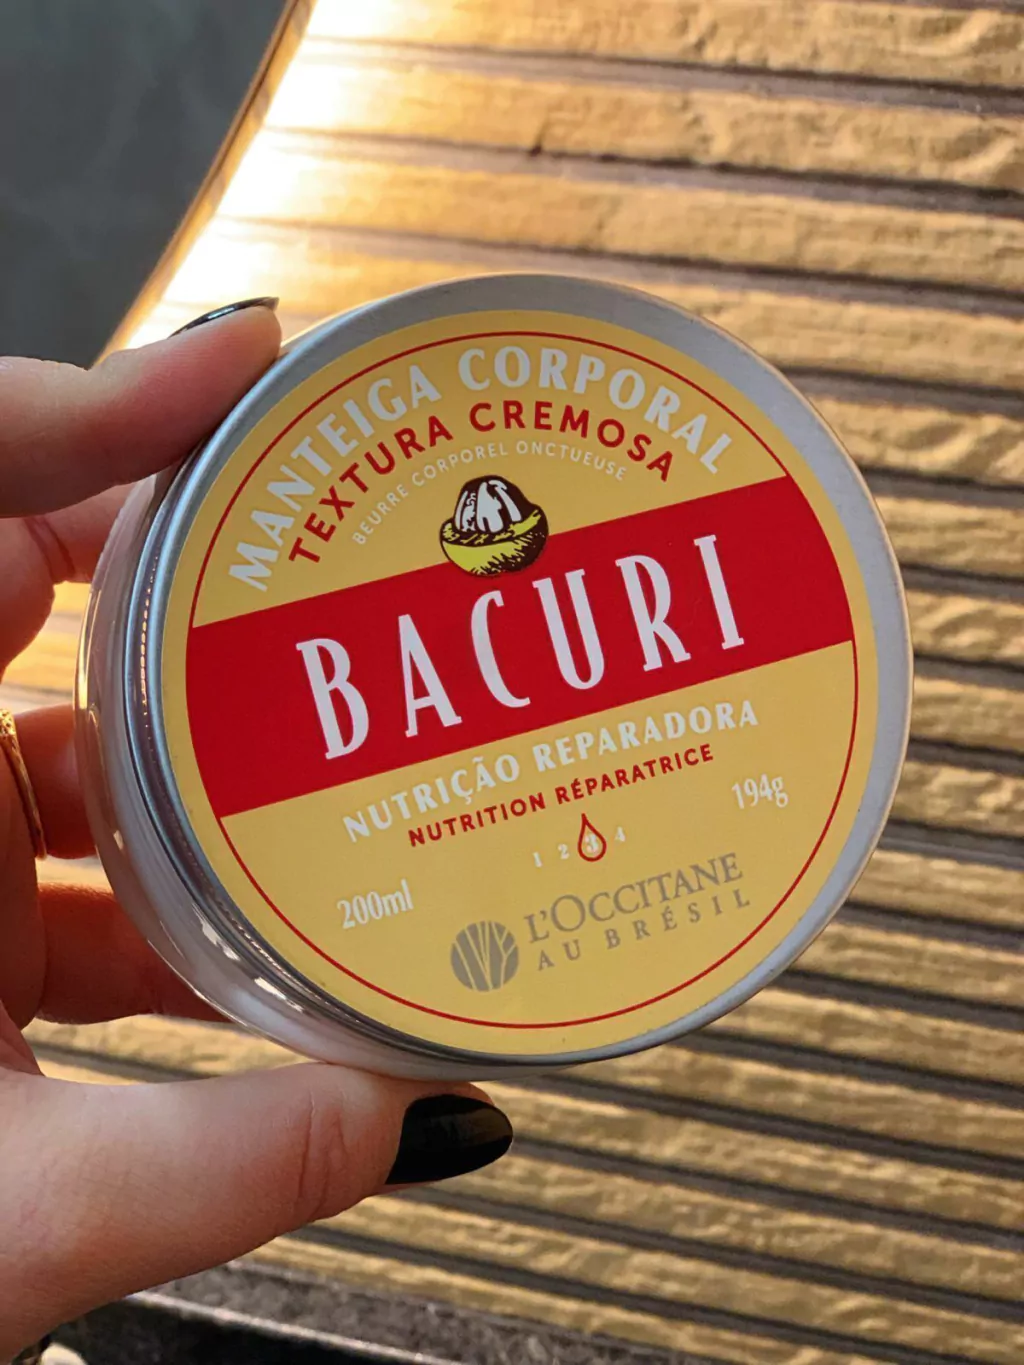 MANTEIGA CORPORAL
TEXTURA CREMOSA
BEURRE CORPOREL ONCTUEUSE
BACURI
NUTRIÇÃO REPARADORA
NUTRITION RÉPARATRICE
194g
1 2 3 4
200ml
L'OCCITANE
AU BRÉSIL